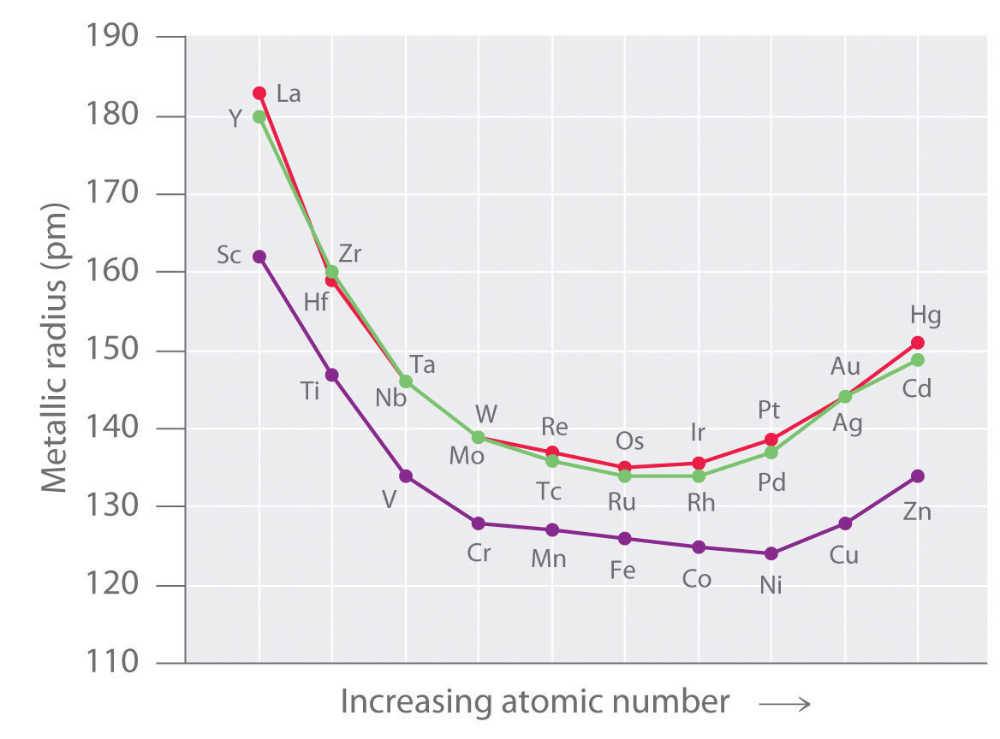 190
180
170
160
150
140
130
120
110
Metallic radius (pm)
La
Y
Sc
Zr
Hf
Ti
Ta
Nb
V
W
Mo
Cr
Re
Tc
Mn
Os
Ru
Fe
Ir
Rh
Co
Pt
Pd
Ni
Au
Ag
Cu
Hg
Cd
Zn
Increasing atomic number →